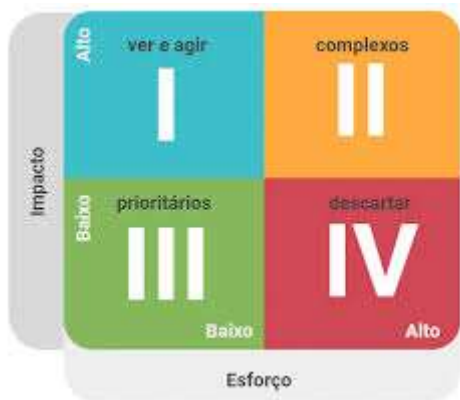 Alto
ver e agir
complexos
I
II
Impacto
Baixo
prioritários
descartar
III
IV
Baixo
Alto
Esforço